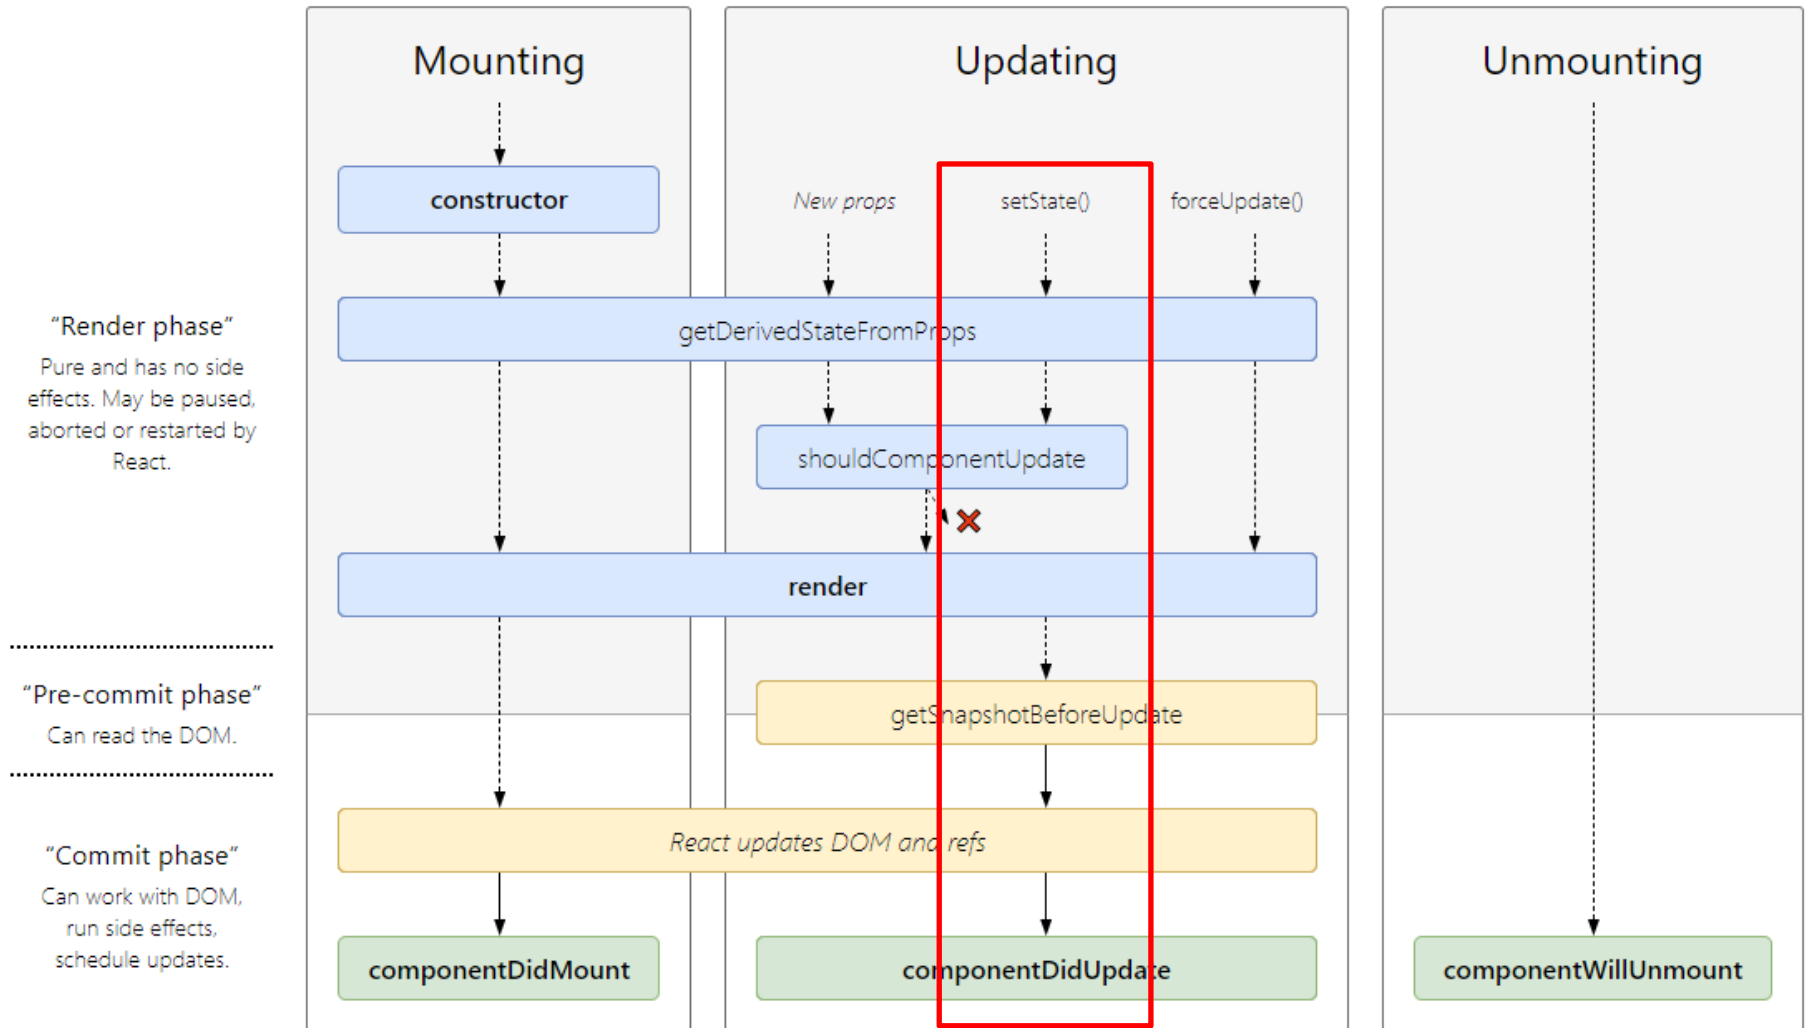 Mounting
Updating
Unmounting
constructor
New props
setState()
forceUpdate()
getDerivedStateFromProps
“Render phase”
Pure and has no side
effects. May be paused,
aborted or restarted by
React.
shouldComponentUpdate
render
“Pre-commit phase”
Can read the DOM.
getSnapshotBeforeUpdate
React updates DOM and refs
“Commit phase”
Can work with DOM,
run side effects,
schedule updates.
componentDidMount
componentDidUpdate
componentWillUnmount